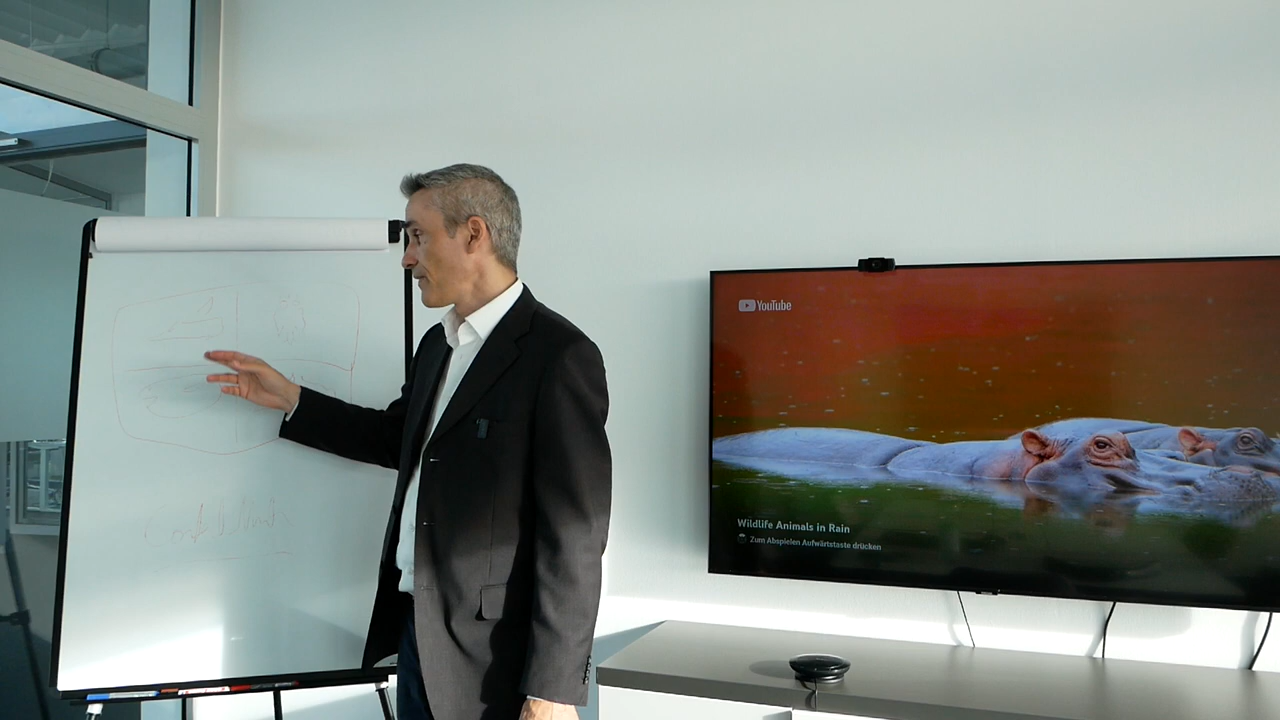 YouTube
Wildlife Animals in Rain
Zum Abspielen Aufwärtstaste drücken